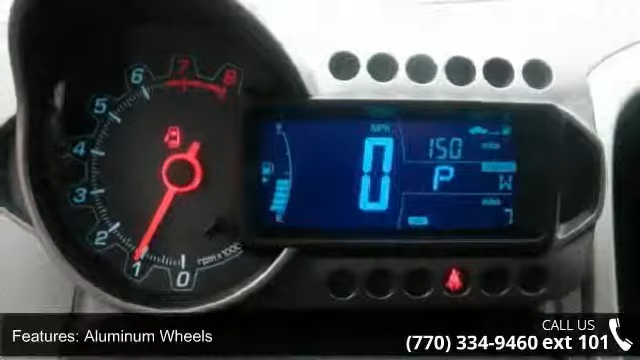 0 1 2 3 4 5 6 7 8
rpm x 1000
MPH
0
150
P
W
7
F
E
Features: Aluminum Wheels
CALL US
(770) 334-9460 ext 101